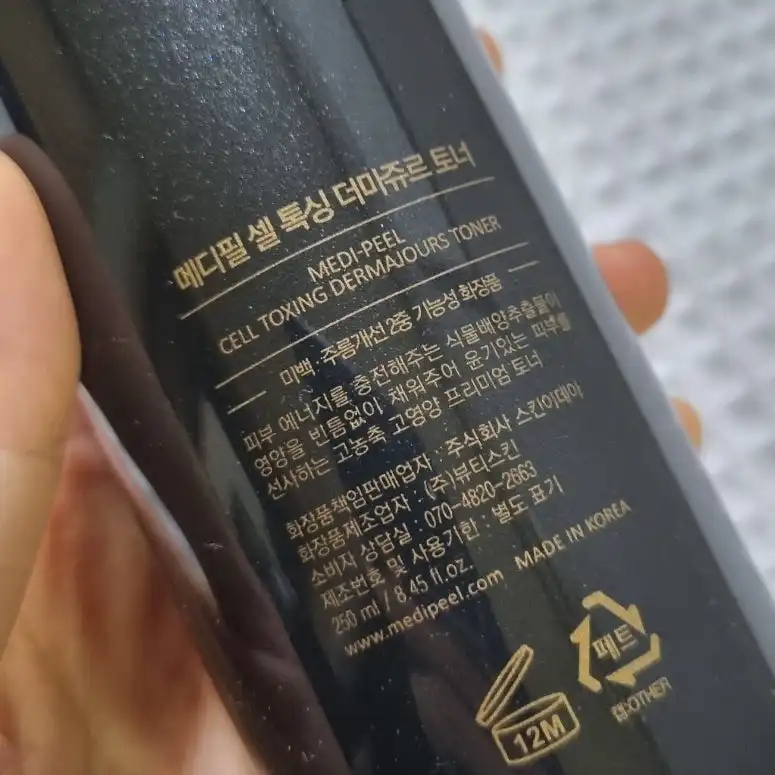 메디필 셀 톡싱 더마쥬르 토너
MEDI-PEEL
CELL TOXING DERMAJOURS TONER
미백·주름개선 2중 기능성 화장품
피부 에너지를 충전해주는 식물배양추출물이
영양을 빈틈없이 채워주어 윤기있는 피부를
선사하는 고농축 고영양 프리미엄 토너
화장품책임판매업자 : 주식회사 스킨이데아
화장품제조업자 : (주)뷰티스킨
소비자 상담실 : 070-4820-2663
제조번호 및 사용기한 : 별도 표기
250 ml / 8.45 fl.oz.
www.medipeel.com MADE IN KOREA
12M
페트
캡:OTHER